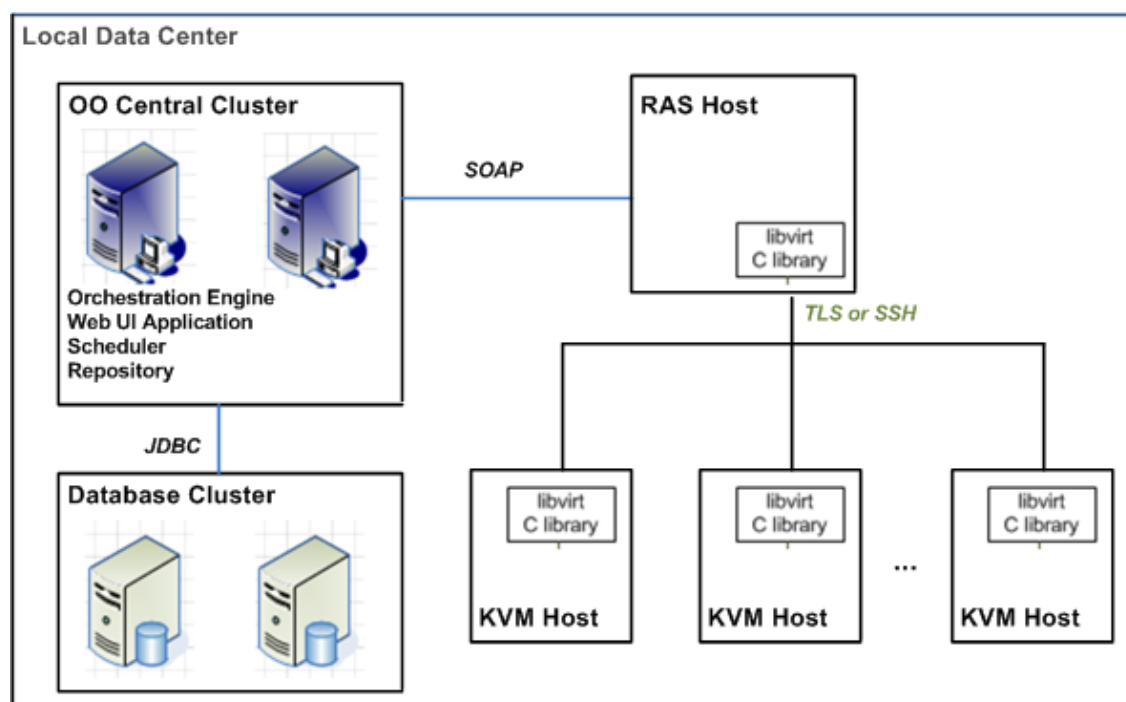 Local Data Center
OO Central Cluster
Orchestration Engine
Web UI Application
Scheduler
Repository
SOAP
RAS Host
libvirt
C library
TLS or SSH
JDBC
Database Cluster
libvirt
C library
KVM Host
libvirt
C library
KVM Host
...
libvirt
C library
KVM Host